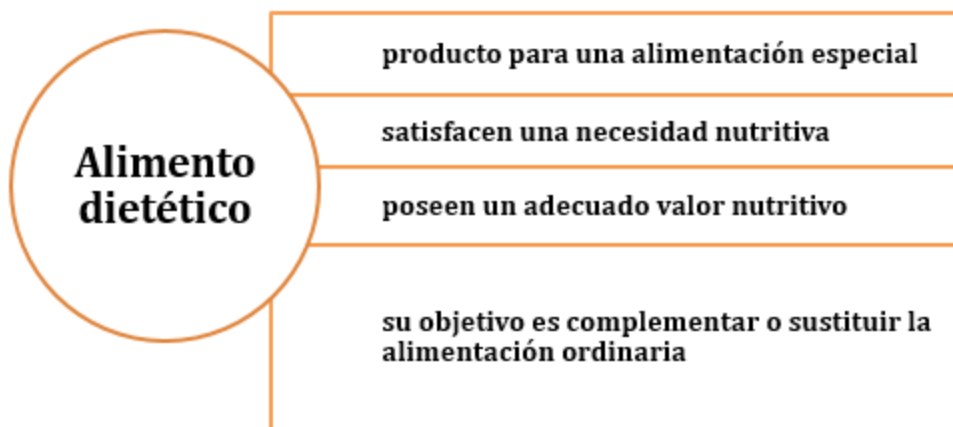 Alimento
dietético
producto para una alimentación especial
satisfacen una necesidad nutritiva
poseen un adecuado valor nutritivo
su objetivo es complementar o sustituir la
alimentación ordinaria